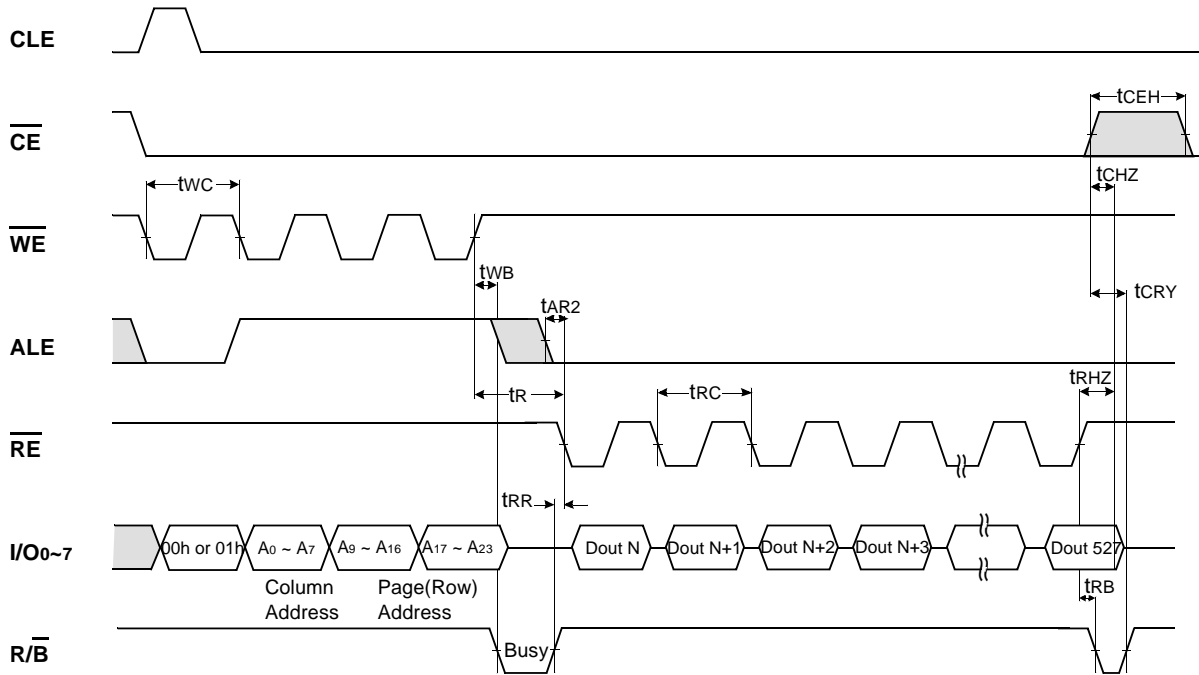 CLE
tCEH
CE
tCHZ
tWC
WE
tWB
tCRY
tAR2
ALE
tRHZ
tR
tRC
RE
tRR
I/O0~7
00h or 01h
A0 ~ A7
A9 ~ A16
A17 ~ A23
Dout N
Dout N+1
Dout N+2
Dout N+3
Dout 527
Column
Address
Page(Row)
Address
tRB
R/B
Busy